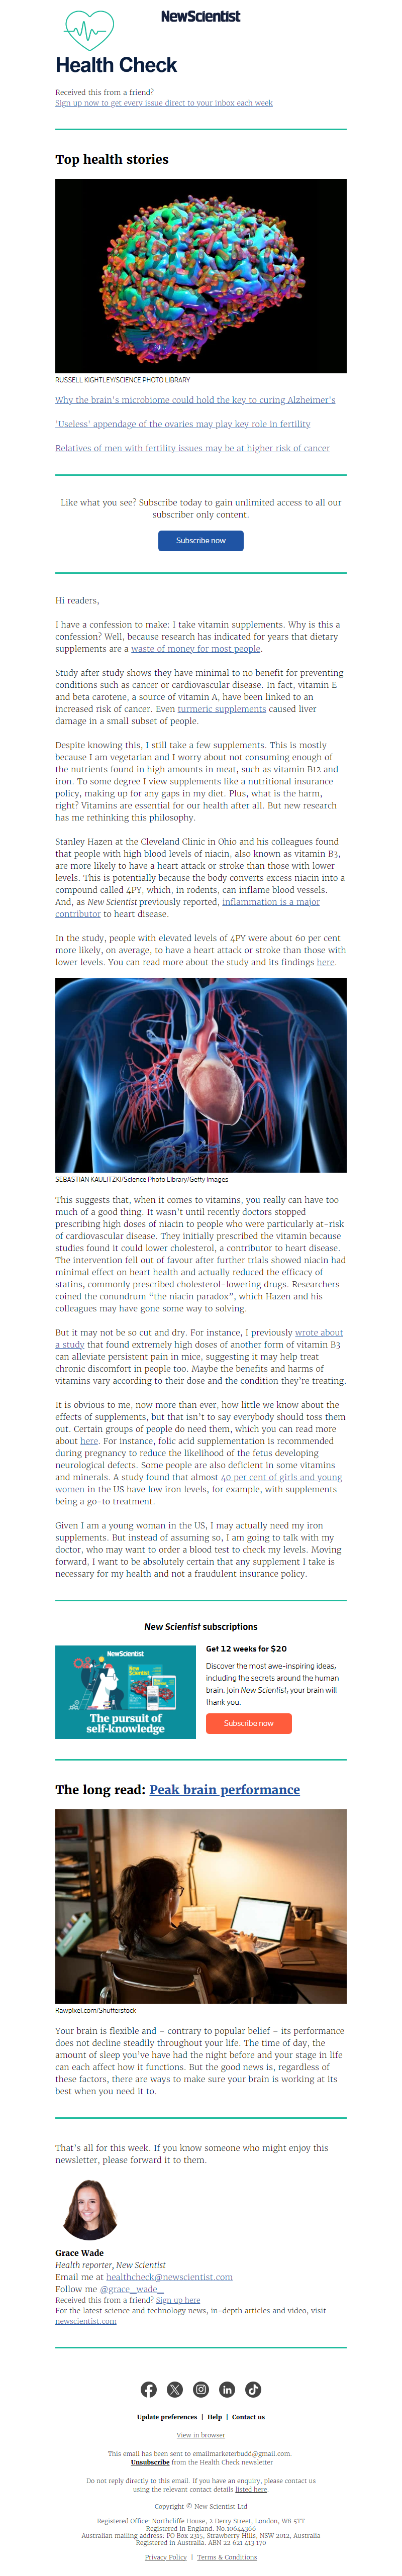 NewScientist
Health Check
Received this from a friend?
Sign up now to get every issue direct to your inbox each week
Top health stories
RUSSELL KIGHTLEY/SCIENCE PHOTO LIBRARY
Why the brain's microbiome could hold the key to curing Alzheimer's
'Useless' appendage of the ovaries may play key role in fertility
Relatives of men with fertility issues may be at higher risk of cancer
Like what you see? Subscribe today to gain unlimited access to all our
subscriber only content.
Subscribe now
Hi readers,
I have a confession to make: I take vitamin supplements. Why is this a
confession? Well, because research has indicated for years that dietary
supplements are a waste of money for most people.
Study after study shows they have minimal to no benefit for preventing
conditions such as cancer or cardiovascular disease. In fact, vitamin E
and beta carotene, a source of vitamin A, have been linked to an
increased risk of cancer. Even turmeric supplements caused liver
damage in a small subset of people.
Despite knowing this, I still take a few supplements. This is mostly
because I am vegetarian and I worry about not consuming enough of
the nutrients found in high amounts in meat, such as vitamin B12 and
iron. To some degree I view supplements like a nutritional insurance
policy, making up for any gaps in my diet. Plus, what is the harm,
right? Vitamins are essential for our health after all. But new research
has me rethinking this philosophy.
Stanley Hazen at the Cleveland Clinic in Ohio and his colleagues found
that people with high blood levels of niacin, also known as vitamin B3,
are more likely to have a heart attack or stroke than those with lower
levels. This is potentially because the body converts excess niacin into a
compound called 4PY, which, in rodents, can inflame blood vessels.
And, as New Scientist previously reported, inflammation is a major
contributor to heart disease.
In the study, people with elevated levels of 4PY were about 60 per cent
more likely, on average, to have a heart attack or stroke than those with
lower levels. You can read more about the study and its findings here.
SEBASTIAN KAULITZKI/Science Photo Library/Getty Images
This suggests that, when it comes to vitamins, you really can have too
much of a good thing. It wasn't until recently doctors stopped
prescribing high doses of niacin to people who were particularly at-risk
of cardiovascular disease. They initially prescribed the vitamin because
studies found it could lower cholesterol, a contributor to heart disease.
The intervention fell out of favour after further trials showed niacin had
minimal effect on heart health and actually reduced the efficacy of
statins, commonly prescribed cholesterol-lowering drugs. Researchers
coined the conundrum "the niacin paradox", which Hazen and his
colleagues may have gone some way to solving.
But it may not be so cut and dry. For instance, I previously wrote about
a study that found extremely high doses of another form of vitamin B3
can alleviate persistent pain in mice, suggesting it may help treat
chronic discomfort in people too. Maybe the benefits and harms of
vitamins vary according to their dose and the condition they're treating.
It is obvious to me, now more than ever, how little we know about the
effects of supplements, but that isn't to say everybody should toss them
out. Certain groups of people do need them, which you can read more
about here. For instance, folic acid supplementation is recommended
during pregnancy to reduce the likelihood of the fetus developing
neurological defects. Some people are also deficient in some vitamins
and minerals. A study found that almost 40 per cent of girls and young
women in the US have low iron levels, for example, with supplements
being a go-to treatment.
Given I am a young woman in the US, I may actually need my iron
supplements. But instead of assuming so, I am going to talk with my
doctor, who may want to order a blood test to check my levels. Moving
forward, I want to be absolutely certain that any supplement I take is
necessary for my health and not a fraudulent insurance policy.
New Scientist subscriptions
NewScientist
The pursuit of
self-knowledge
Get 12 weeks for $20
Discover the most awe-inspiring ideas,
including the secrets around the human
brain. Join New Scientist, your brain will
thank you.
Subscribe now
The long read: Peak brain performance
Rawpixel.com/Shutterstock
Your brain is flexible and – contrary to popular belief – its performance
does not decline steadily throughout your life. The time of day, the
amount of sleep you've have had the night before and your stage in life
can each affect how it functions. But the good news is, regardless of
these factors, there are ways to make sure your brain is working at its
best when you need it to.
That's all for this week. If you know someone who might enjoy this
newsletter, please forward it to them.
Grace Wade
Health reporter, New Scientist
Email me at healthcheck@newscientist.com
Follow me @grace_wade_
Received this from a friend? Sign up here
For the latest science and technology news, in-depth articles and video, visit
newscientist.com
Update preferences | Help | Contact us
View in browser
This email has been sent to emailmarketerbudd@gmail.com.
Unsubscribe from the Health Check newsletter
Do not reply directly to this email. If you have an enquiry, please contact us
using the relevant contact details listed here.
Copyright © New Scientist Ltd
Registered Office: Northcliffe House, 2 Derry Street, London, W8 5TT
Registered in England. No.10644366
Australian mailing address: PO Box 2315, Strawberry Hills, NSW 2012, Australia
Registered in Australia. ABN 22 621 413 170
Privacy Policy | Terms & Conditions